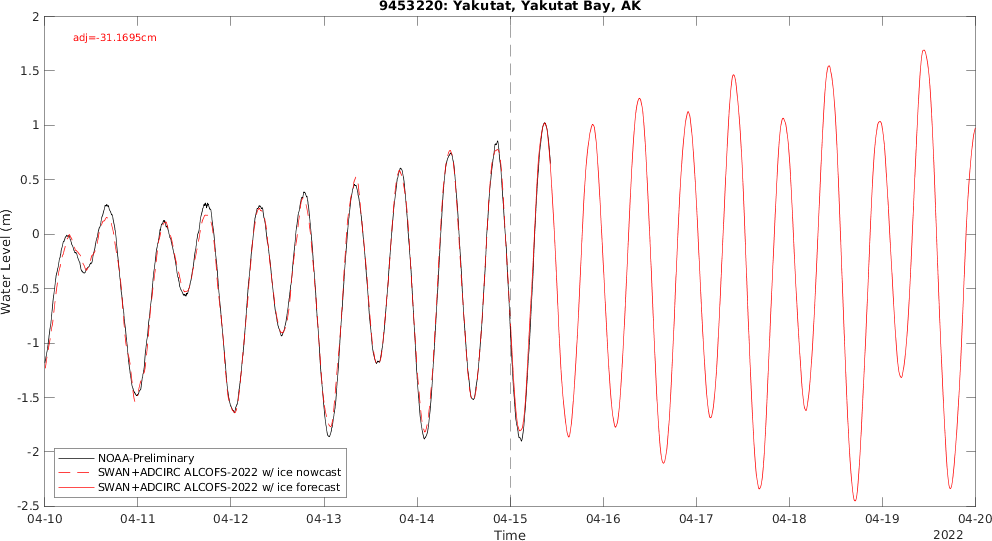 9453220: Yakutat, Yakutat Bay, AK
adj=-31.1695cm
2
1.5
1
0.5
0
-0.5
-1
-1.5
-2
-2.5
Water Level (m)
NOAA-Preliminary
SWAN+ADCIRC ALCOFS-2022 w/ ice nowcast
SWAN+ADCIRC ALCOFS-2022 w/ ice forecast
04-10 04-11 04-12 04-13 04-14 04-15 04-16 04-17 04-18 04-19 04-20
Time
2022